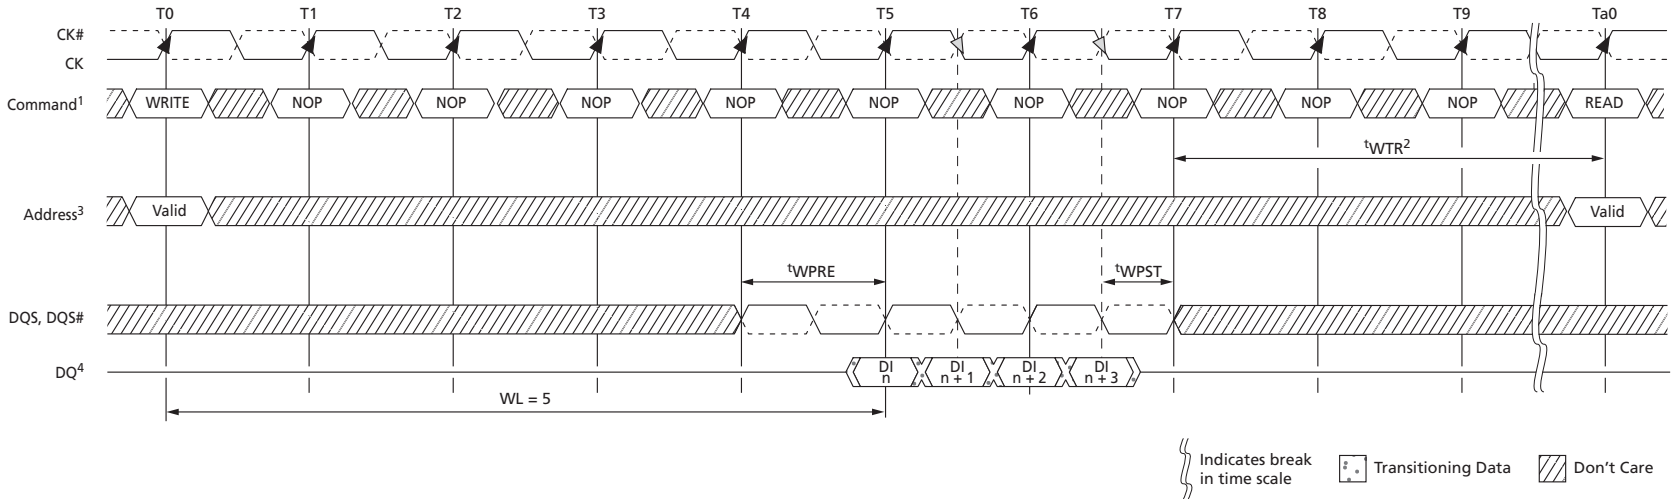 T0 T1 T2 T3 T4 T5 T6 T7 T8 T9 Ta0
CK#
CK
Command1 WRITE NOP NOP NOP NOP NOP NOP NOP NOP NOP READ
tWTR2
Address3 Valid Valid
tWPRE tWPST
DQS, DQS#
DQ4 DI n DI n + 1 DI n + 2 DI n + 3
WL = 5
Indicates break in time scale Transitioning Data Don't Care